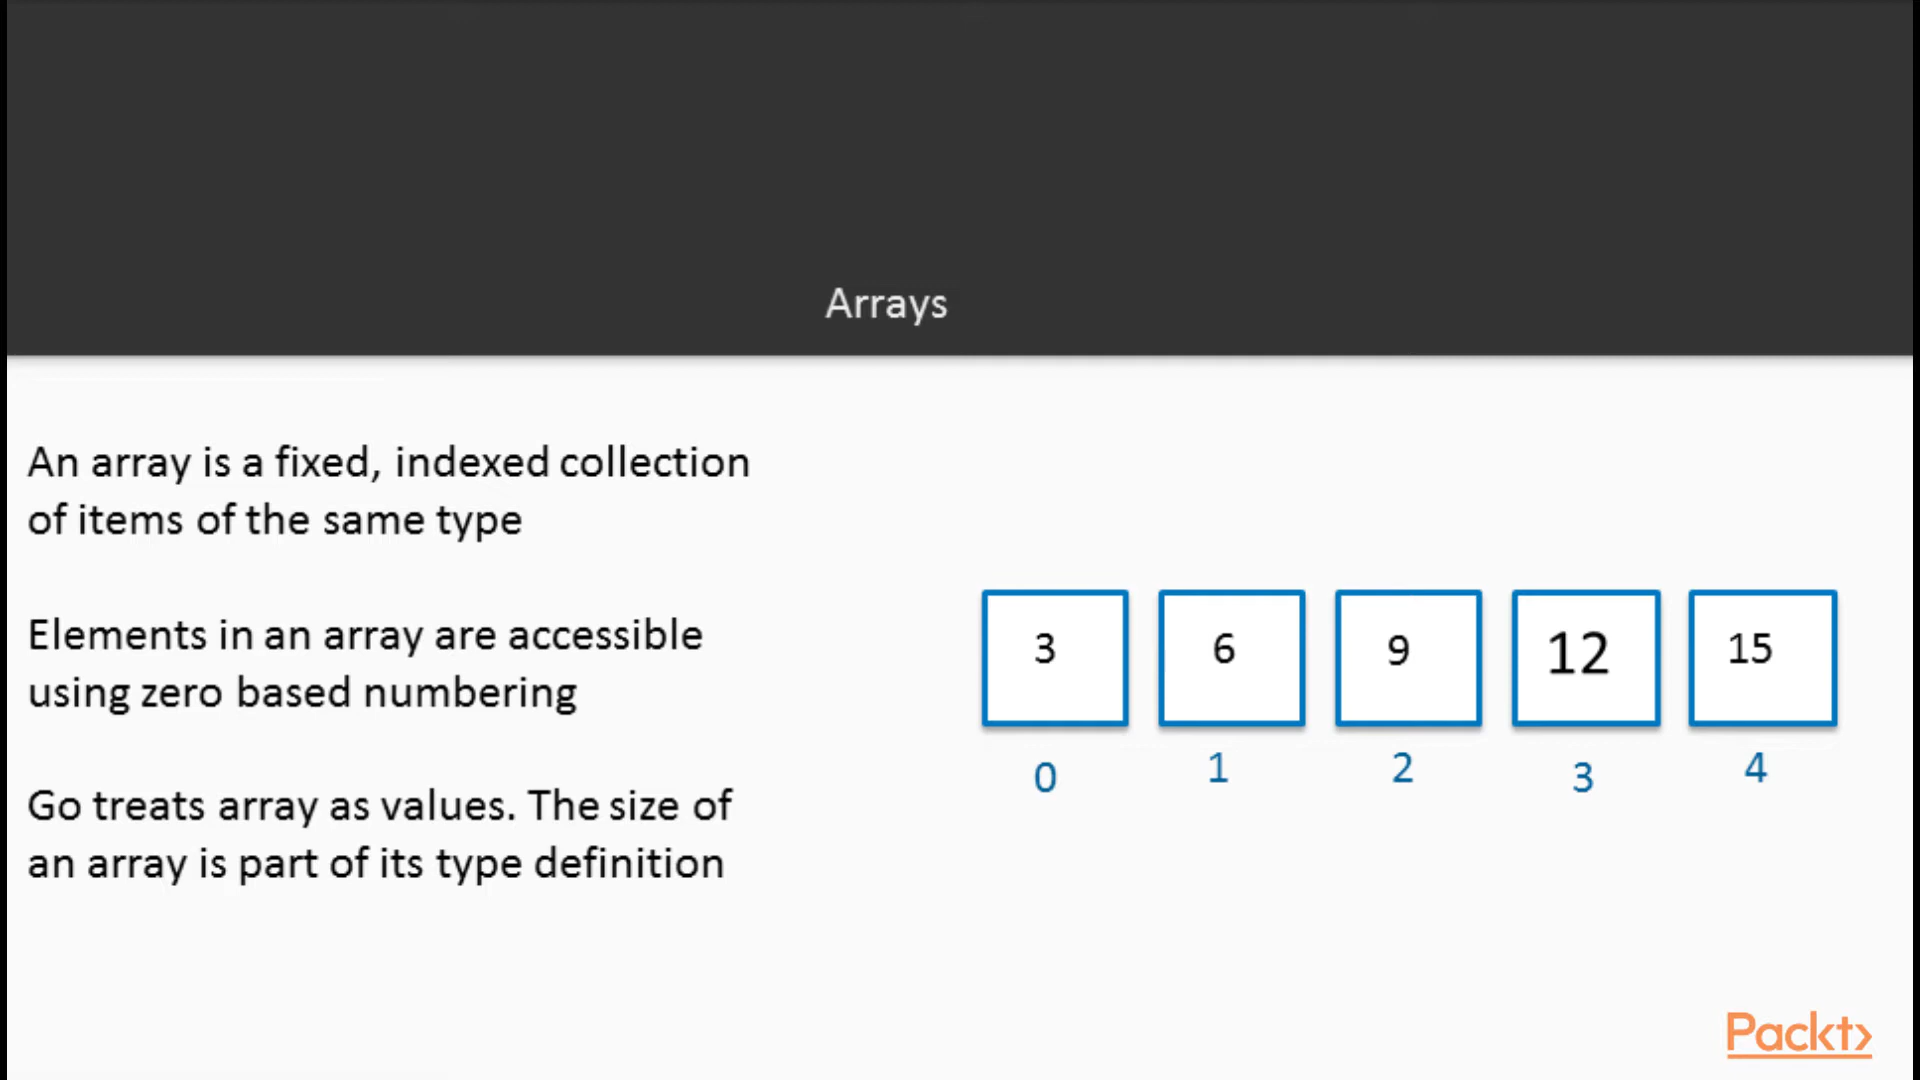 Arrays
An array is a fixed, indexed collection
of items of the same type
Elements in an array are accessible
using zero based numbering
Go treats array as values. The size of
an array is part of its type definition
3 6 9 12 15
0 1 2 3 4
Packt>